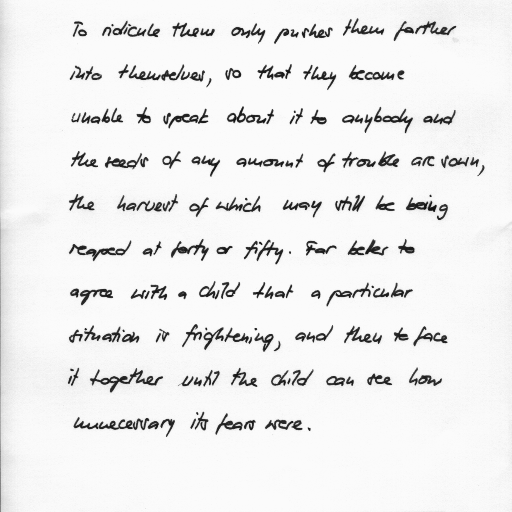 To ridicule them only pushes them farther
into themselves, so that they become
unable to speak about it to anybody and
the seeds of any amount of trouble are sown,
the harvest of which may still be being
reaped at forty or fifty. Far better to
agree with a child that a particular
situation is frightening, and then to face
it together until the child can see how
unnecessary its fears were.